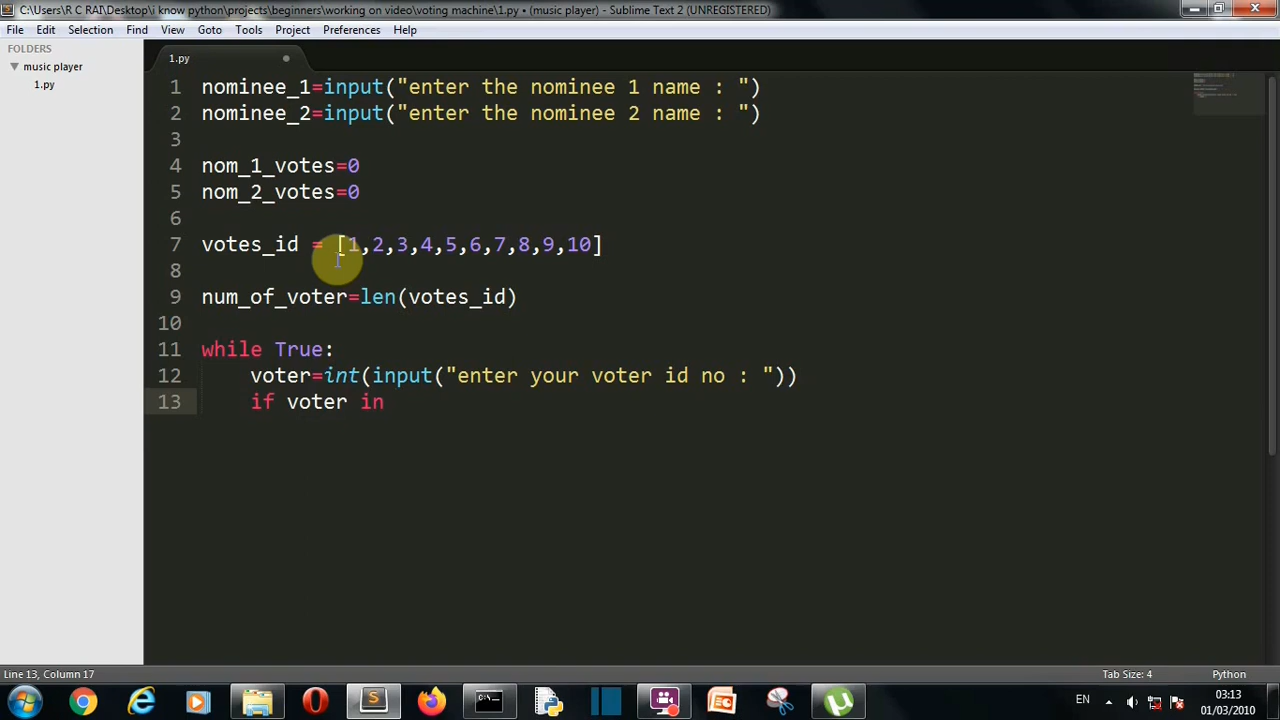 C:\Users\R C RAI\Desktop\i know python\projects\beginners\working on video\voting machine\1.py • (music player) - Sublime Text 2 (UNREGISTERED)
File Edit Selection Find View Goto Tools Project Preferences Help
FOLDERS
music player
1.py
1.py
1 nominee_1=input("enter the nominee 1 name : ")
2 nominee_2=input("enter the nominee 2 name : ")
3
4 nom_1_votes=0
5 nom_2_votes=0
6
7 votes_id = [1,2,3,4,5,6,7,8,9,10]
8
9 num_of_voter=len(votes_id)
10
11 while True:
12 voter=int(input("enter your voter id no : "))
13 if voter in
Line 13, Column 17
Tab Size: 4
Python
EN
03:13
01/03/2010